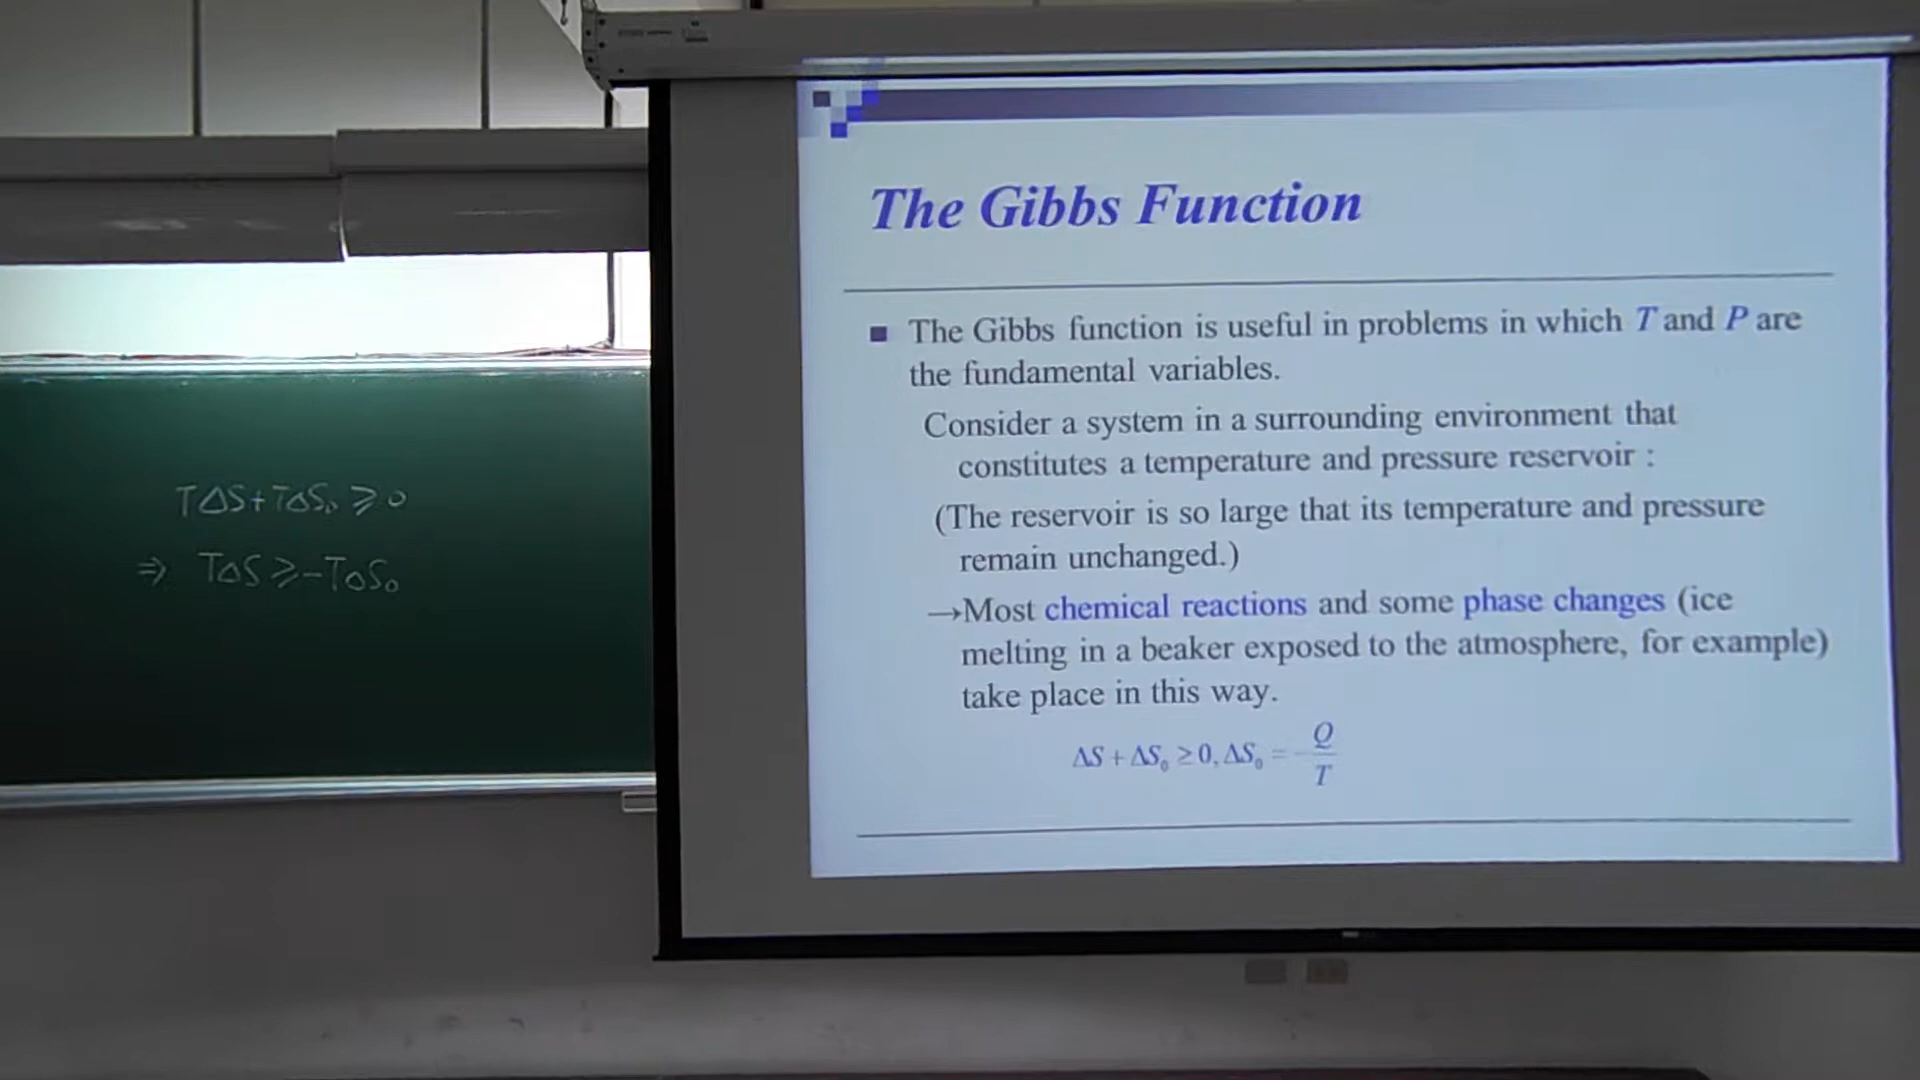 TΔS+TΔS₀ ≥ 0
⇒ TΔS ≥ -TΔS₀
The Gibbs Function
■ The Gibbs function is useful in problems in which T and P are
the fundamental variables.
Consider a system in a surrounding environment that
constitutes a temperature and pressure reservoir :
(The reservoir is so large that its temperature and pressure
remain unchanged.)
→Most chemical reactions and some phase changes (ice
melting in a beaker exposed to the atmosphere, for example)
take place in this way.
ΔS + ΔS₀ ≥ 0, ΔS₀ = -Q/T